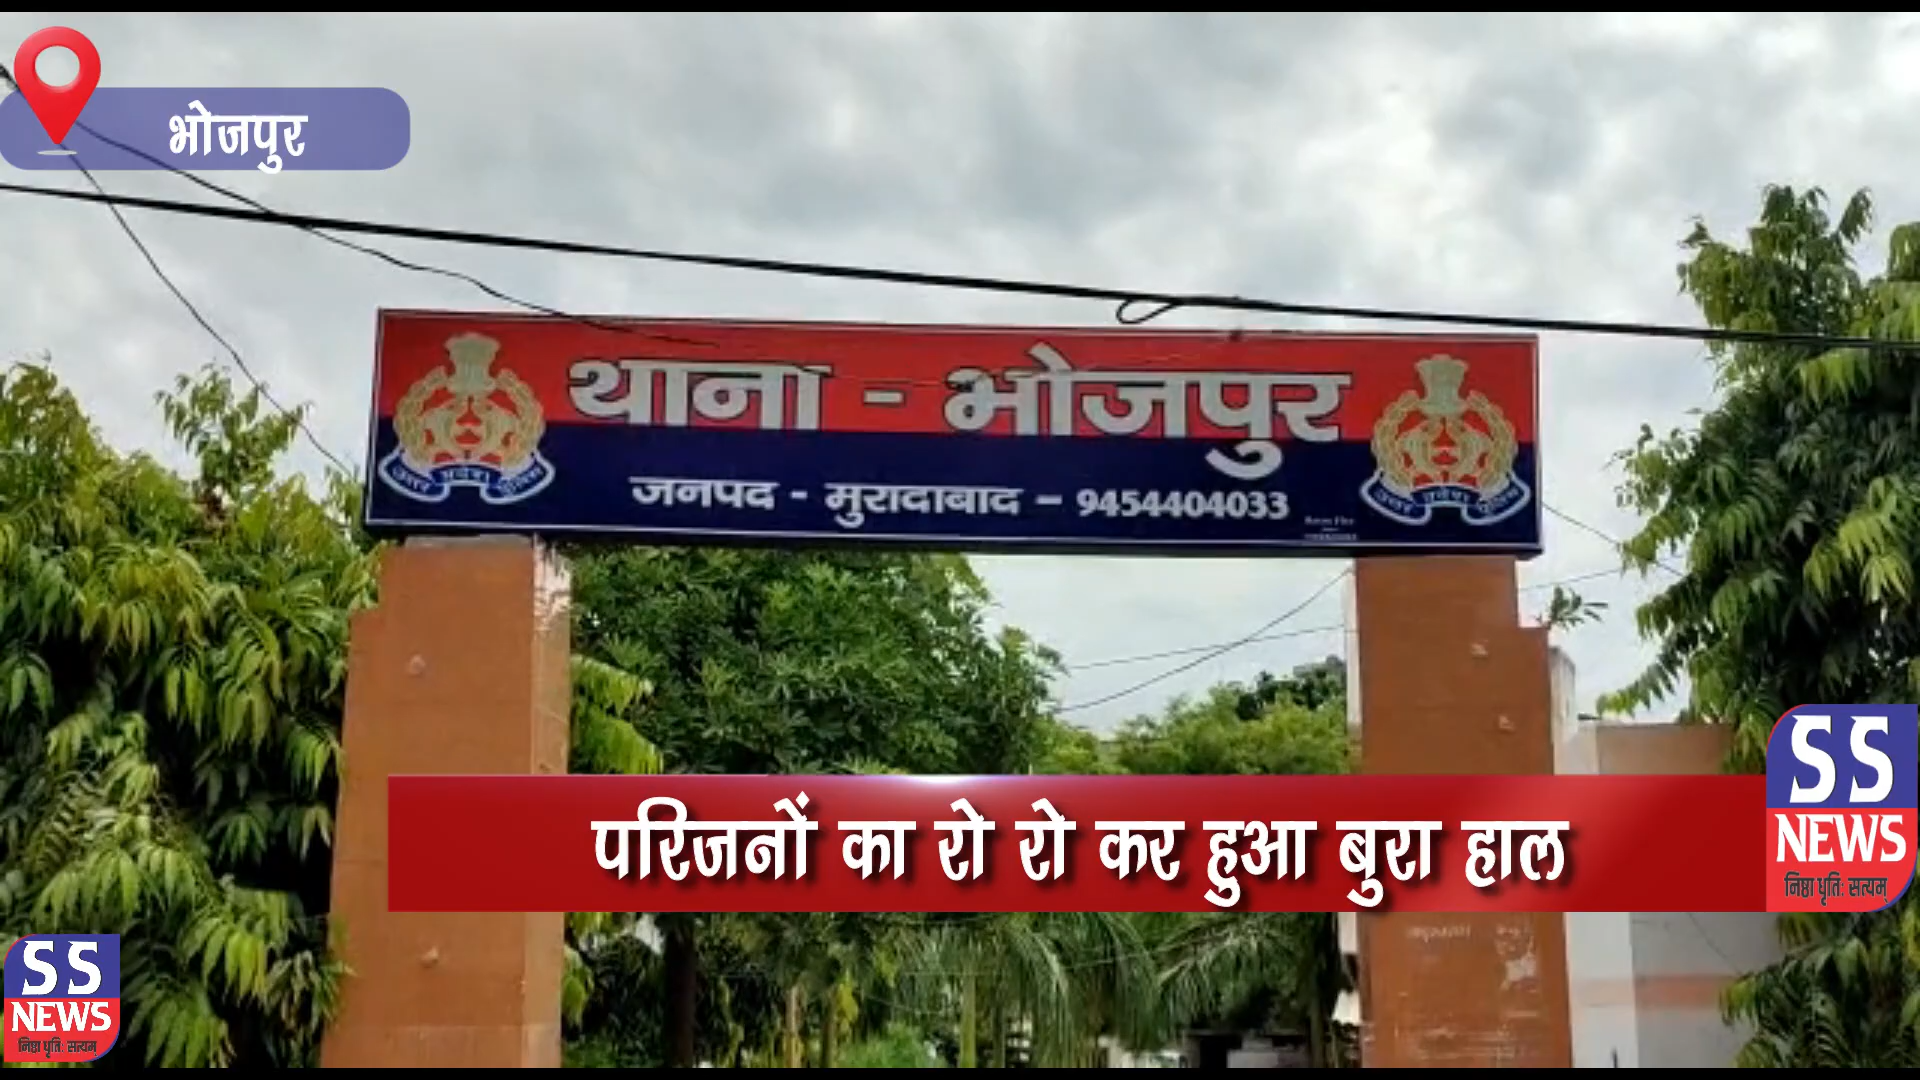 भोजपुर
थाना - भोजपुर
जनपद - मुरादाबाद - 9454404033
परिजनों का रो रो कर हुआ बुरा हाल
SS
NEWS
निष्ठा धृतिः सत्यम्
SS
NEWS
निष्ठा धृतिः सत्यम्